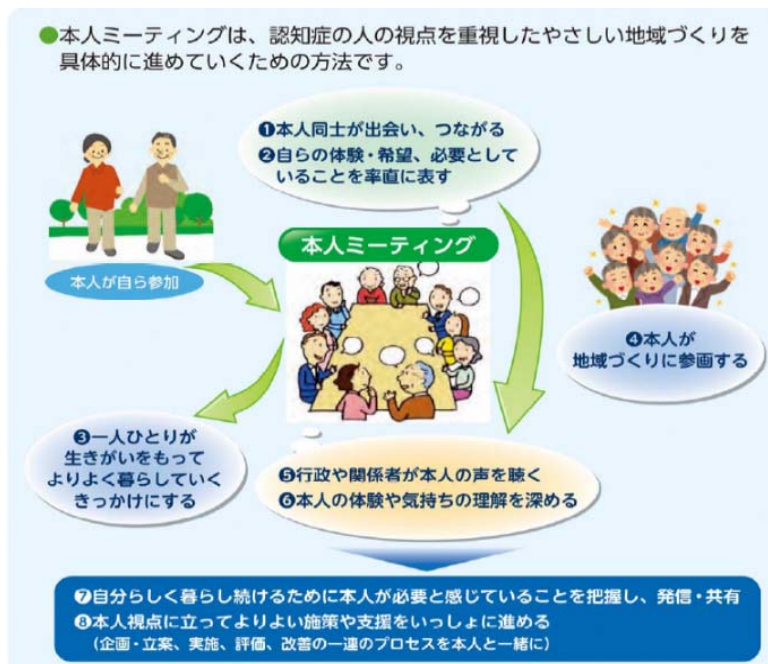 ●本人ミーティングは、認知症の人の視点を重視したやさしい地域づくりを
具体的に進めていくための方法です。
❶本人同士が出会い、つながる
❷自らの体験・希望、必要として
いることを率直に表す
本人ミーティング
本人が自ら参加
❹本人が
地域づくりに参画する
❸一人ひとりが
生きがいをもって
よりよく暮らしていく
きっかけにする
❺行政や関係者が本人の声を聴く
❻本人の体験や気持ちの理解を深める
❼自分らしく暮らし続けるために本人が必要と感じていることを把握し、発信・共有
❽本人視点に立ってよりよい施策や支援をいっしょに進める
(企画・立案、実施、評価、改善の一連のプロセスを本人と一緒に)